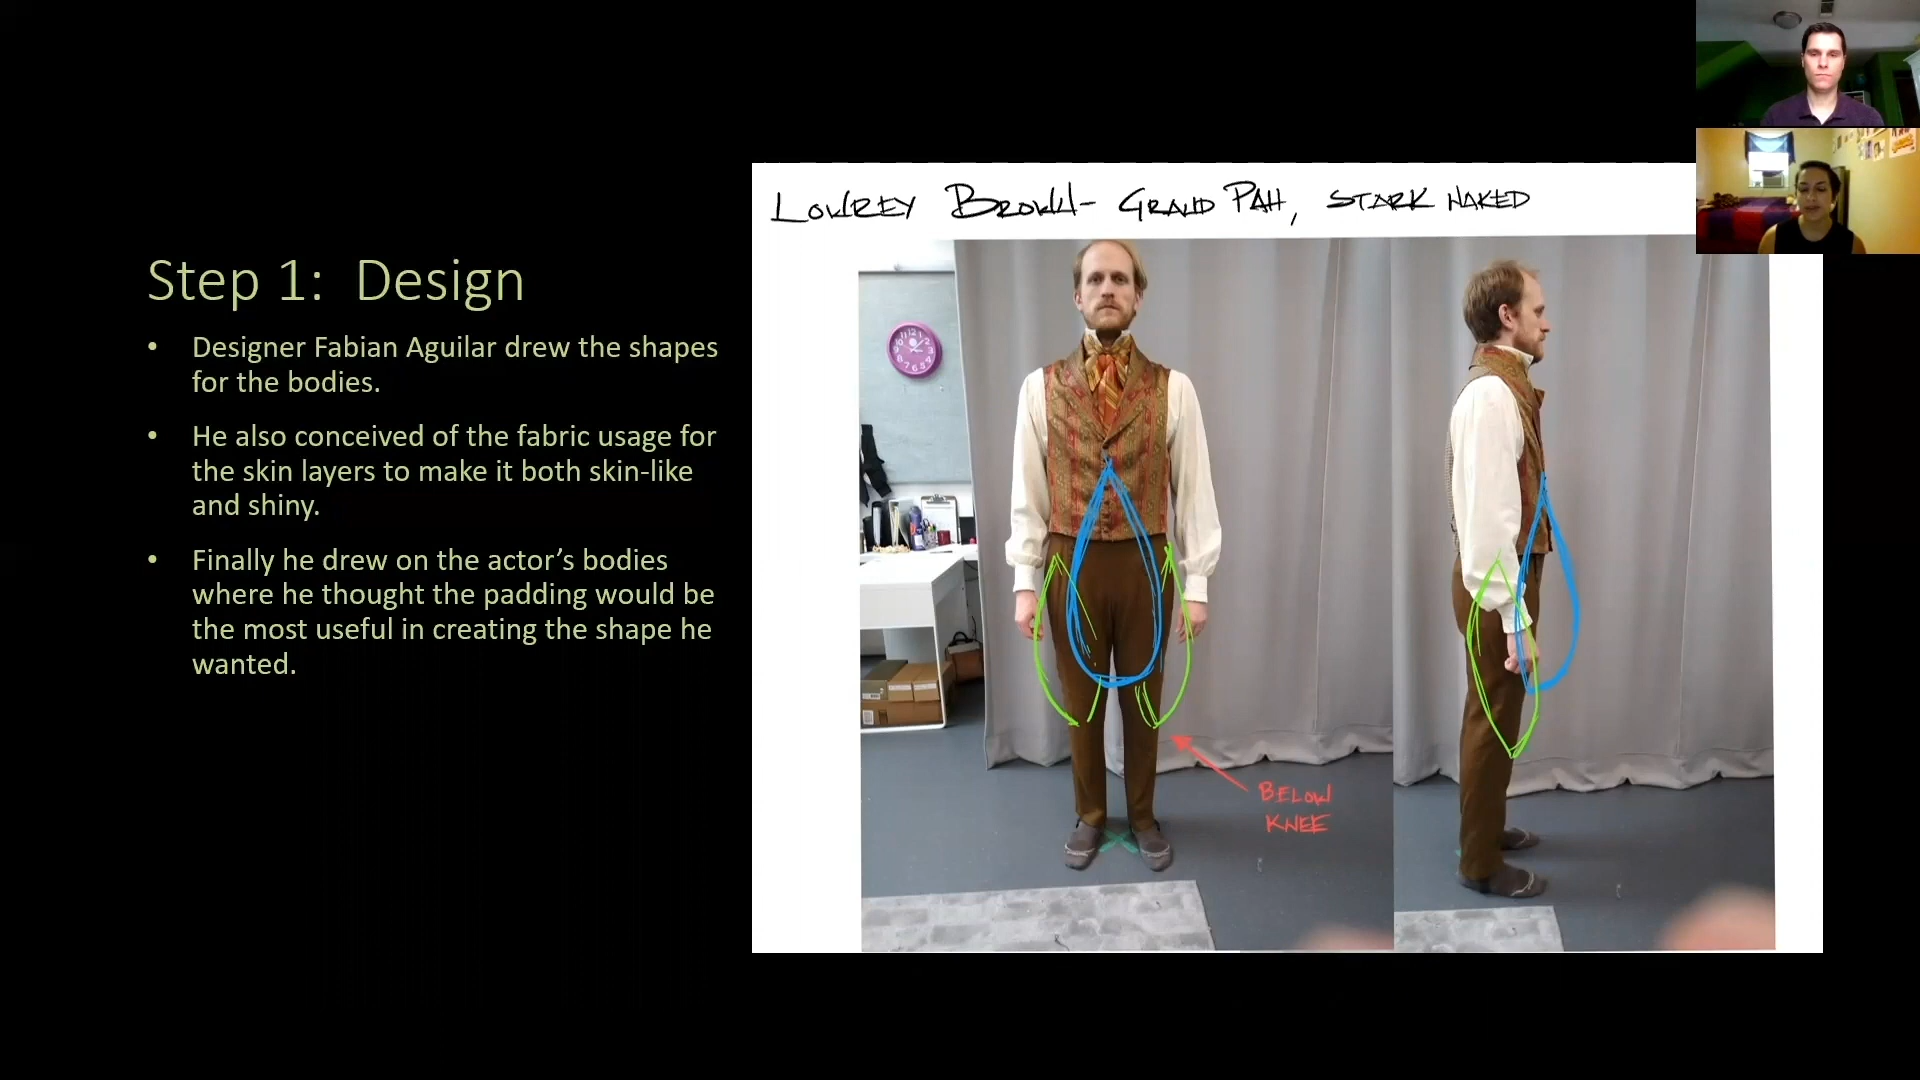 Lowrey Brown- Grand Pah, Stark Naked
Step 1:  Design
• Designer Fabian Aguilar drew the shapes
for the bodies.
• He also conceived of the fabric usage for
the skin layers to make it both skin-like
and shiny.
• Finally he drew on the actor’s bodies
where he thought the padding would be
the most useful in creating the shape he
wanted.
Below
Knee